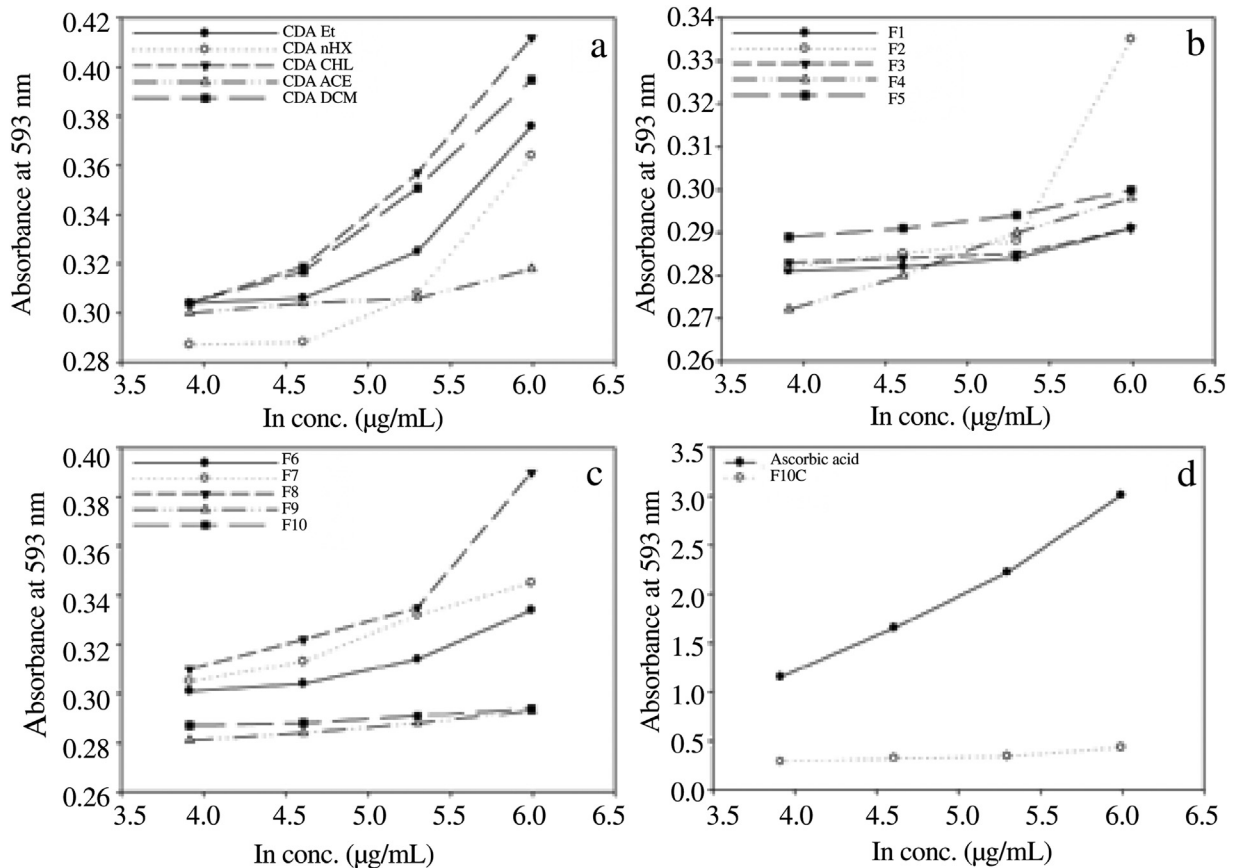 a
CDA Et
CDA nHX
CDA CHL
CDA ACE
CDA DCM
0.42
0.40
0.38
0.36
0.34
0.32
0.30
0.28
Absorbance at 593 nm
3.5 4.0 4.5 5.0 5.5 6.0 6.5
In conc. (µg/mL)
b
F1
F2
F3
F4
F5
0.34
0.33
0.34
0.31
0.30
0.29
0.28
0.27
0.26
Absorbance at 593 nm
3.5 4.0 4.5 5.0 5.5 6.0 6.5
In conc. (µg/mL)
c
F6
F7
F8
F9
F10
0.40
0.38
0.36
0.34
0.32
0.30
0.28
0.26
Absorbance at 593 nm
3.5 4.0 4.5 5.0 5.5 6.0 6.5
In conc. (µg/mL)
d
Ascorbic acid
F10C
3.5
3.0
2.5
2.0
1.5
1.0
0.5
0.0
Absorbance at 593 nm
3.5 4.0 4.5 5.0 5.5 6.0 6.5
In conc. (µg/mL)